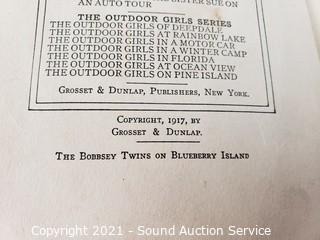 AN AUTO TOUR
THE OUTDOOR GIRLS SERIES
THE OUTDOOR GIRLS OF DEEPDALE
THE OUTDOOR GIRLS AT RAINBOW LAKE
THE OUTDOOR GIRLS IN A MOTOR CAR
THE OUTDOOR GIRLS IN A WINTER CAMP
THE OUTDOOR GIRLS IN FLORIDA
THE OUTDOOR GIRLS AT OCEAN VIEW
THE OUTDOOR GIRLS ON PINE ISLAND
GROSSET & DUNLAP, PUBLISHERS, NEW YORK.
COPYRIGHT, 1917, BY
GROSSET & DUNLAP.
THE BOBBSEY TWINS ON BLUEBERRY ISLAND
Copyright 2021 - Sound Auction Service